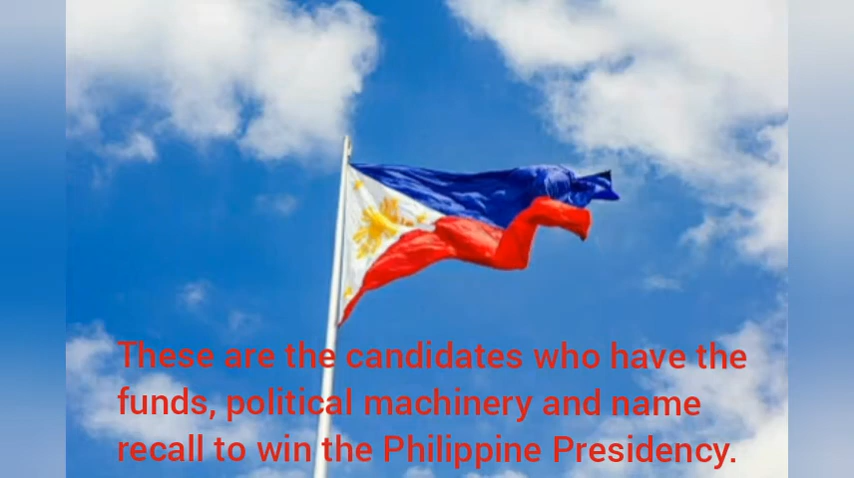 These are the candidates who have the
funds, political machinery and name
recall to win the Philippine Presidency.